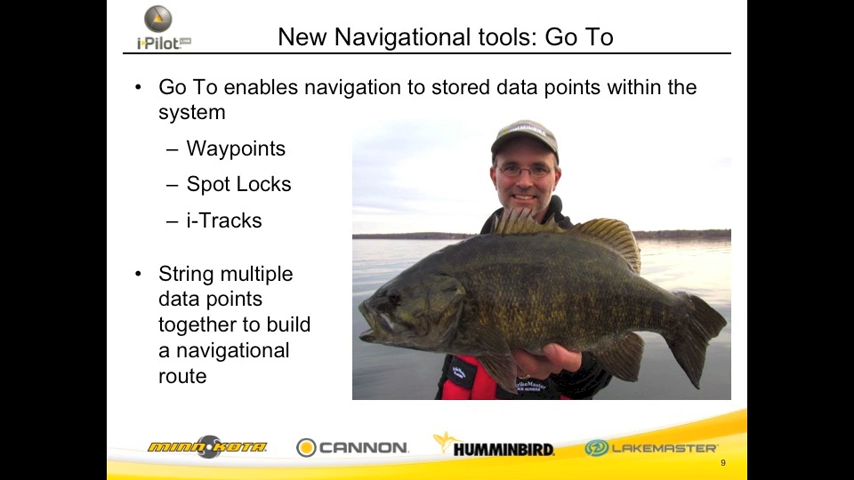 i-Pilot
New Navigational tools: Go To
• Go To enables navigation to stored data points within the
system
– Waypoints
– Spot Locks
– i-Tracks
• String multiple
data points
together to build
a navigational
route
StrikeMaster
MINN KOTA
CANNON
HUMMINBIRD
LAKEMASTER
9